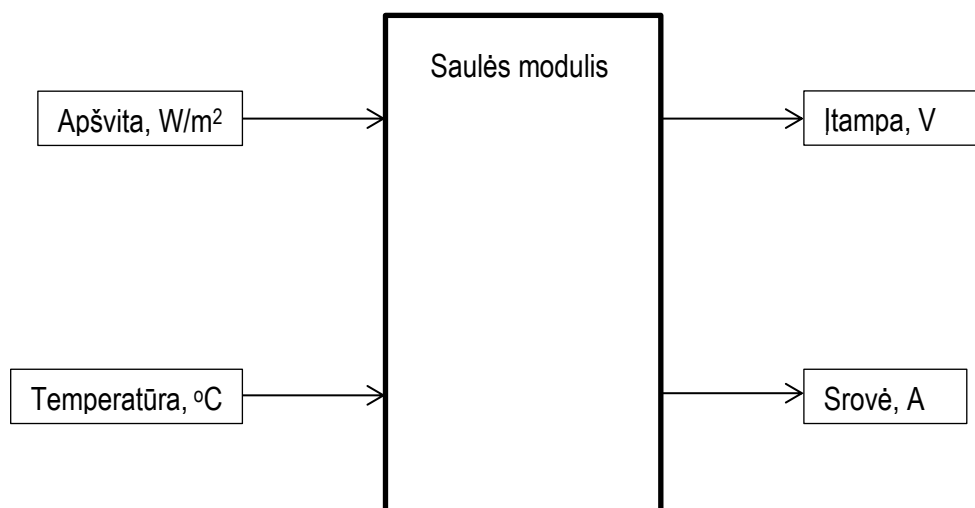 Saulės modulis
Apšvita, W/m²
Įtampa, V
Temperatūra, ºC
Srovė, A